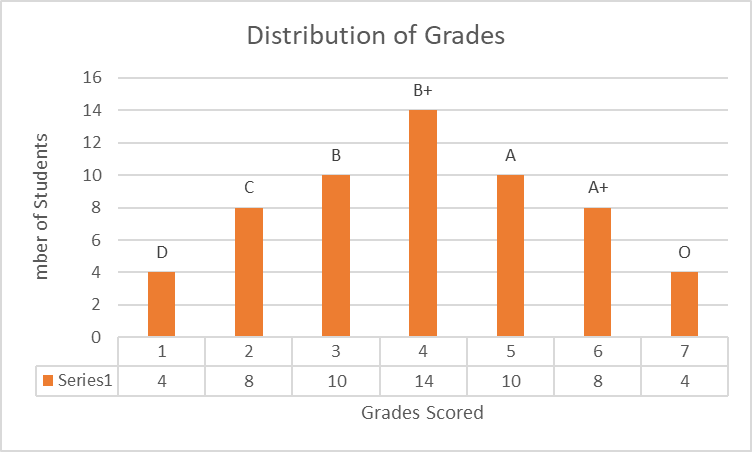 Distribution of Grades
16
14
12
10
8
6
4
2
0
mber of Students
D
C
B
B+
A
A+
O
1 2 3 4 5 6 7
Series1 4 8 10 14 10 8 4
Grades Scored